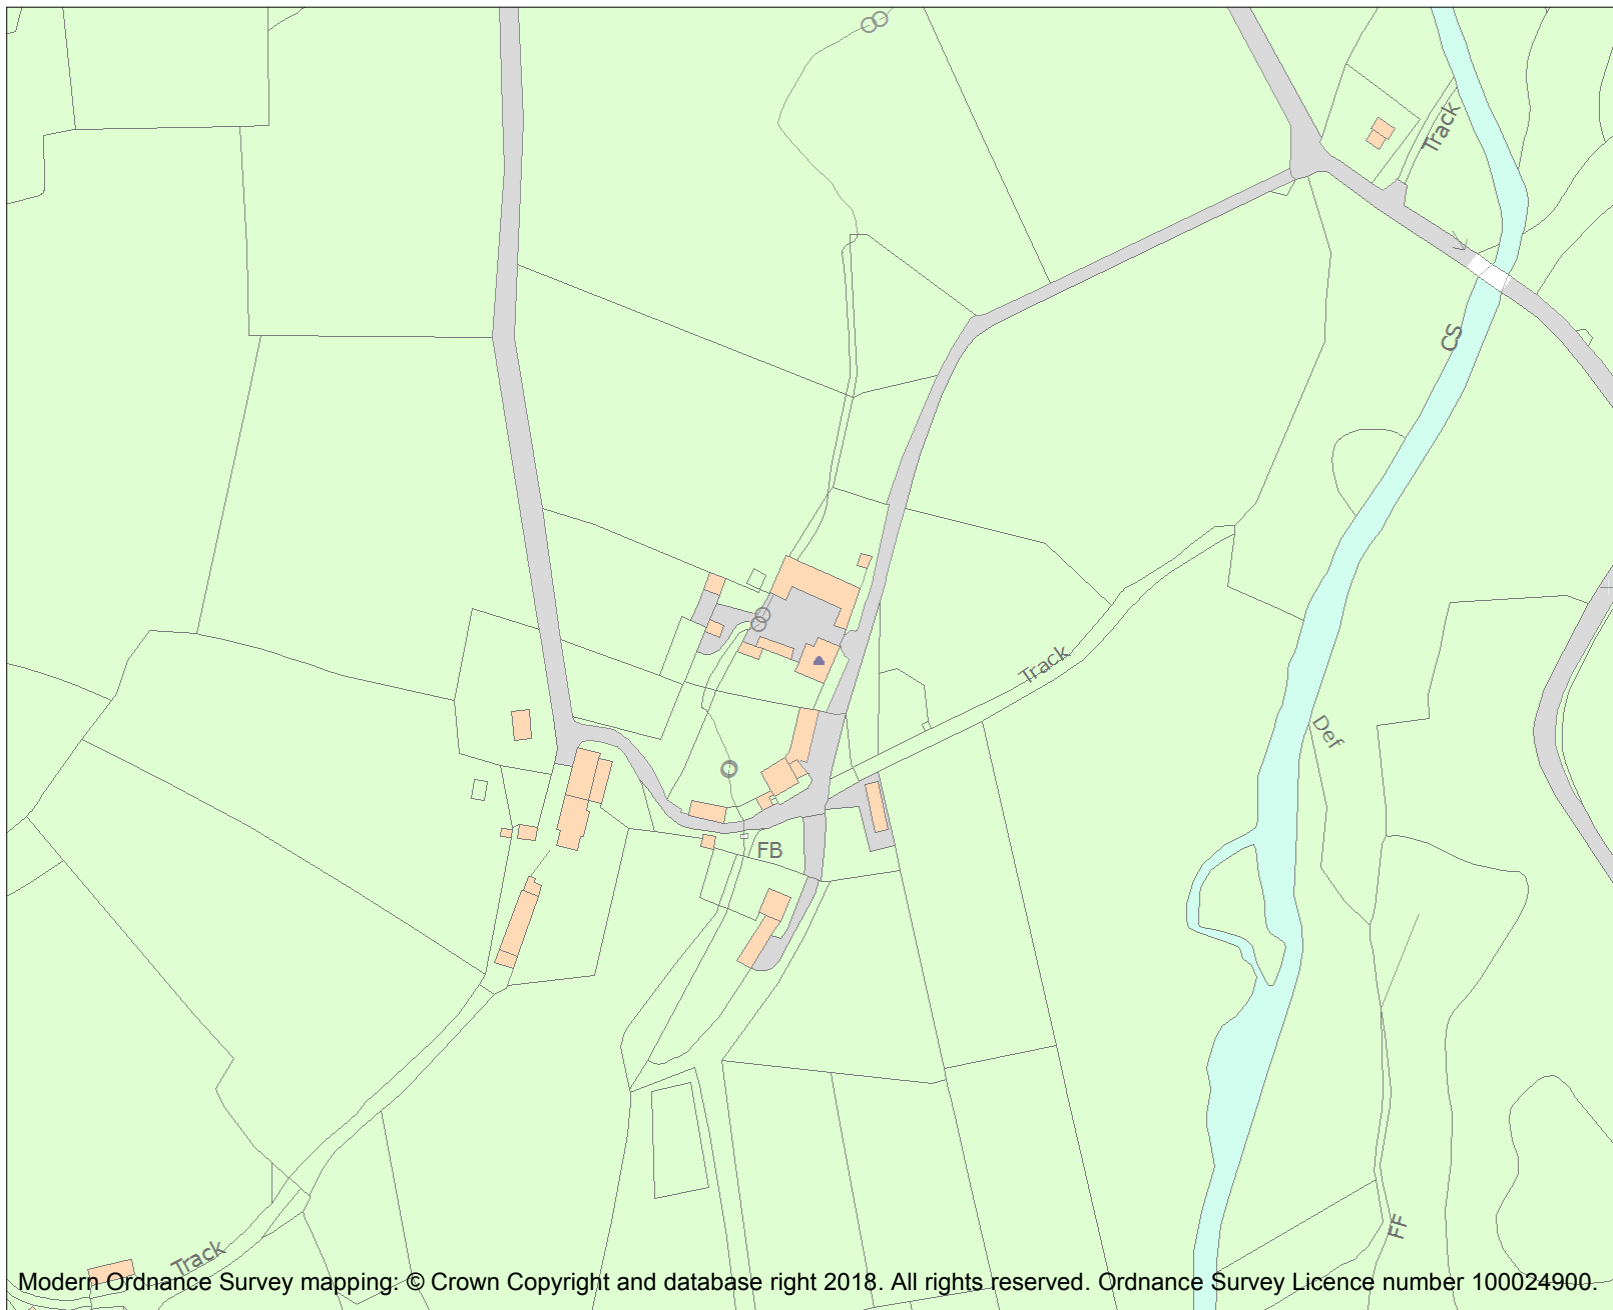 Track
CS
Track
Def
FB
FF
Track
Modern Ordnance Survey mapping: © Crown Copyright and database right 2018. All rights reserved. Ordnance Survey Licence number 100024900.